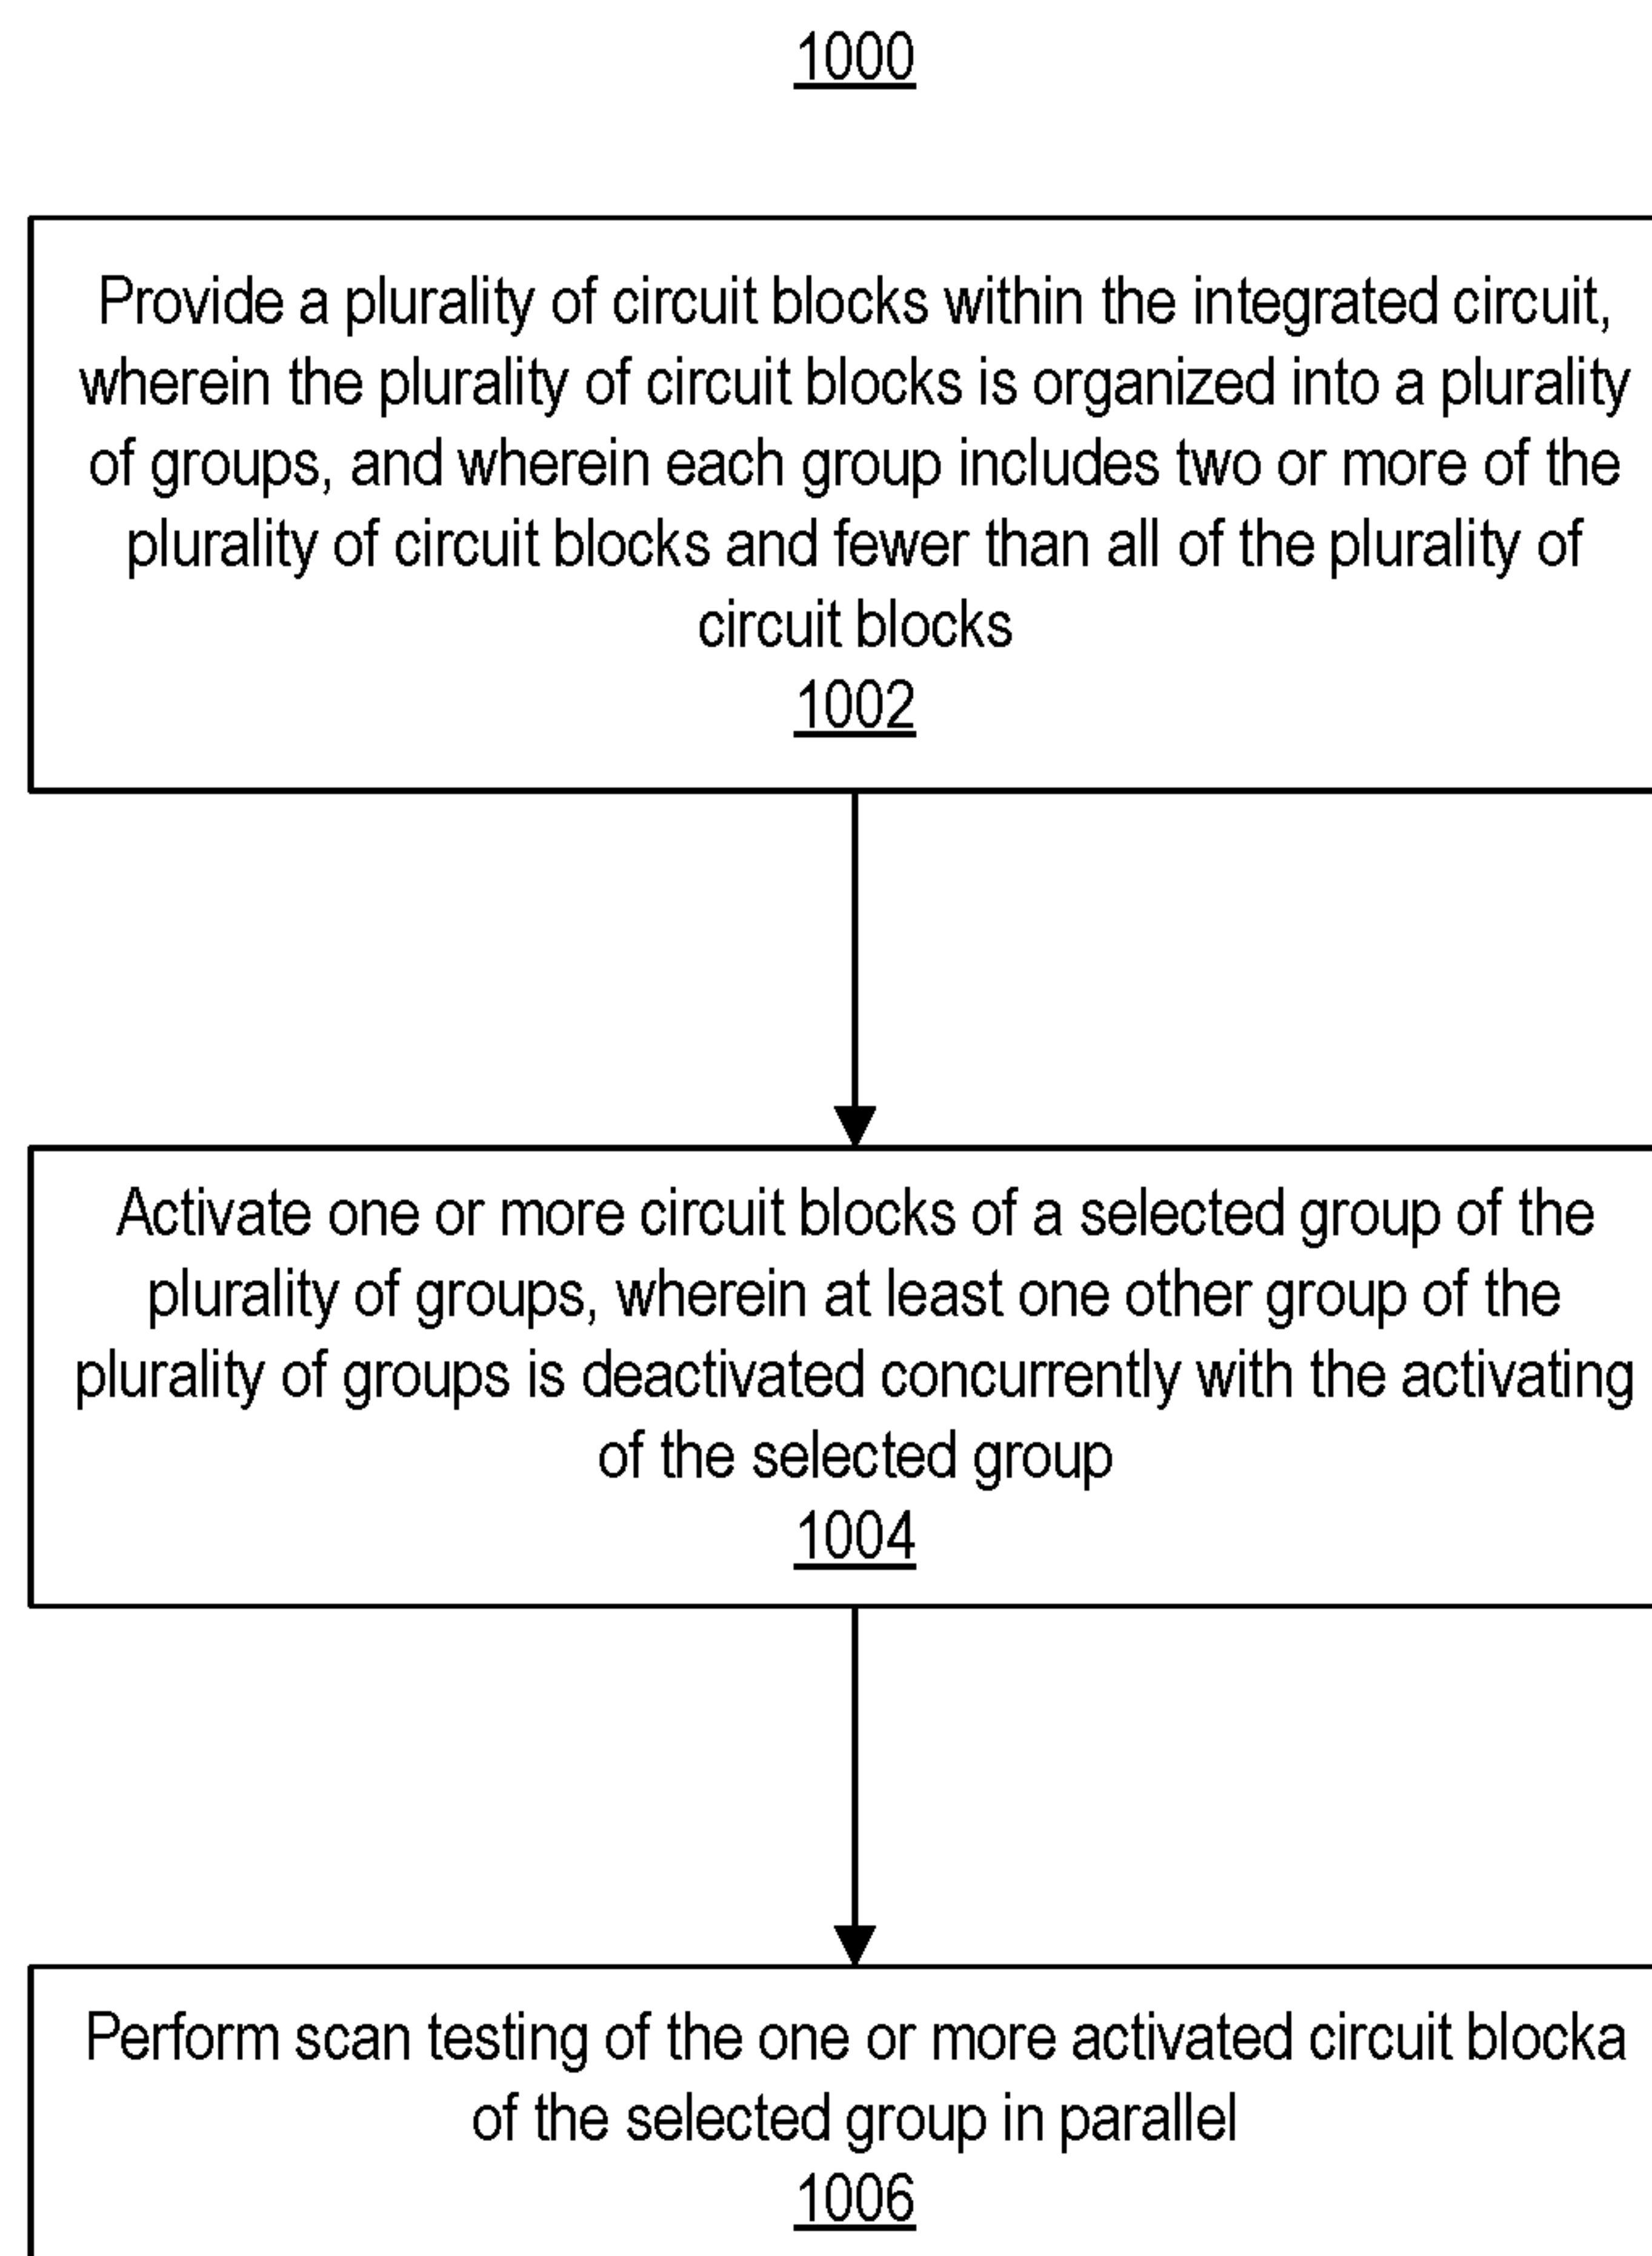 1000
Provide a plurality of circuit blocks within the integrated circuit,
wherein the plurality of circuit blocks is organized into a plurality
of groups, and wherein each group includes two or more of the
plurality of circuit blocks and fewer than all of the plurality of
circuit blocks
1002
Activate one or more circuit blocks of a selected group of the
plurality of groups, wherein at least one other group of the
plurality of groups is deactivated concurrently with the activating
of the selected group
1004
Perform scan testing of the one or more activated circuit blocka
of the selected group in parallel
1006